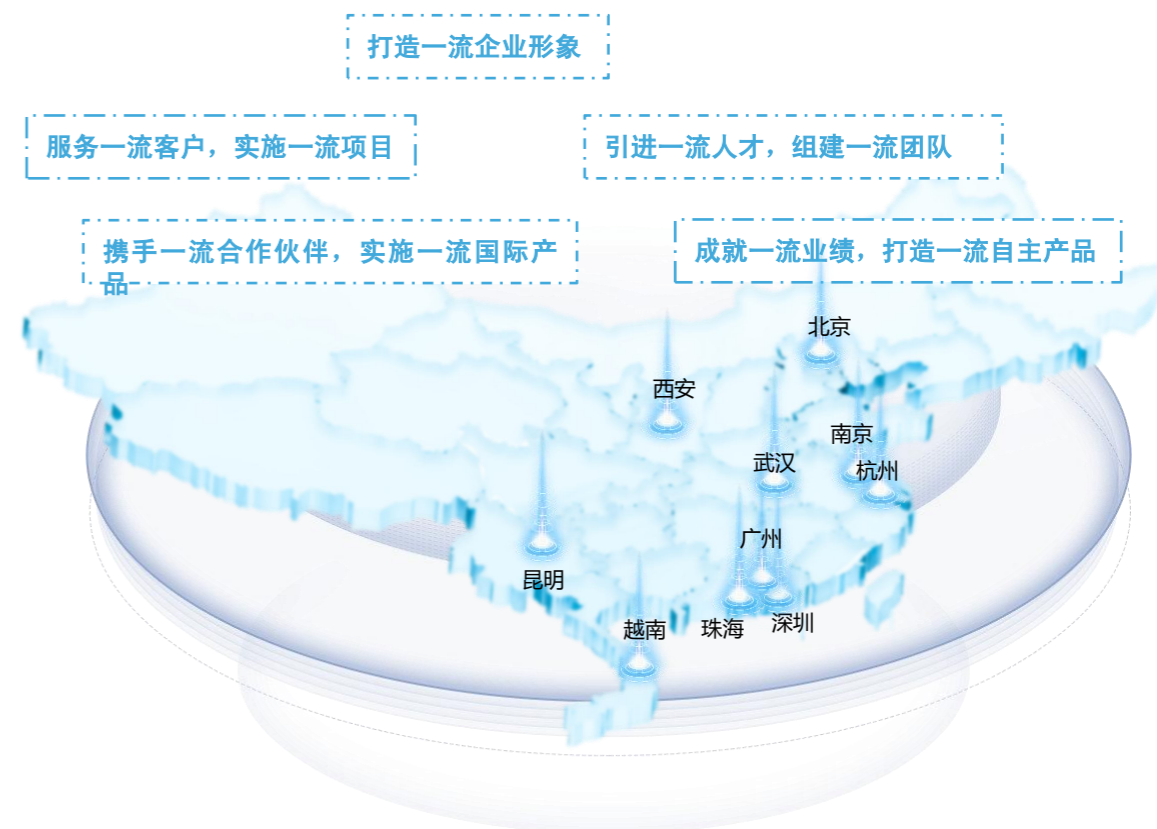 打造一流企业形象
服务一流客户，实施一流项目
引进一流人才，组建一流团队
携手一流合作伙伴，实施一流国际产
品
成就一流业绩，打造一流自主产品
北京
西安
南京
武汉
杭州
广州
昆明
越南
珠海
深圳